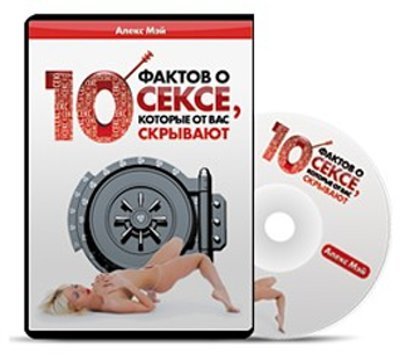 Алекс Мэй
10 ФАКТОВ О
СЕКСЕ,
КОТОРЫЕ ОТ ВАС
СКРЫВАЮТ
10 ФАКТОВ О
СЕКСЕ,
КОТОРЫЕ ОТ ВАС
СКРЫВАЮТ
Алекс Мэй